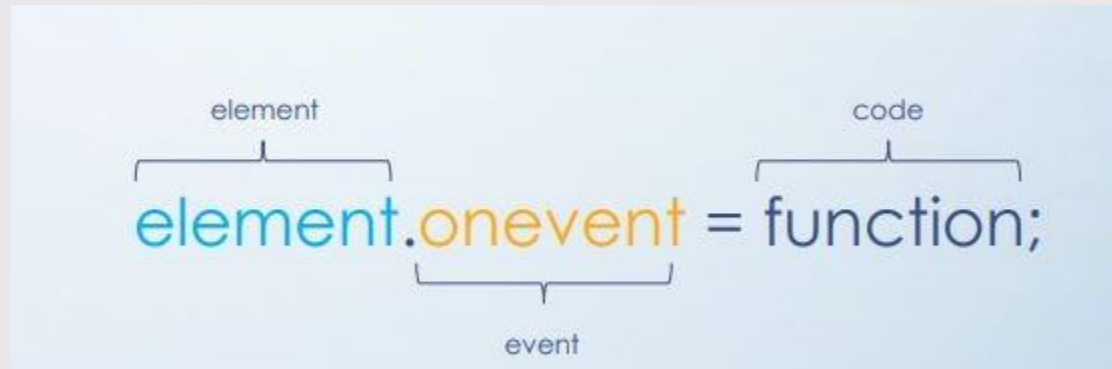 element code
element.onevent = function;
event